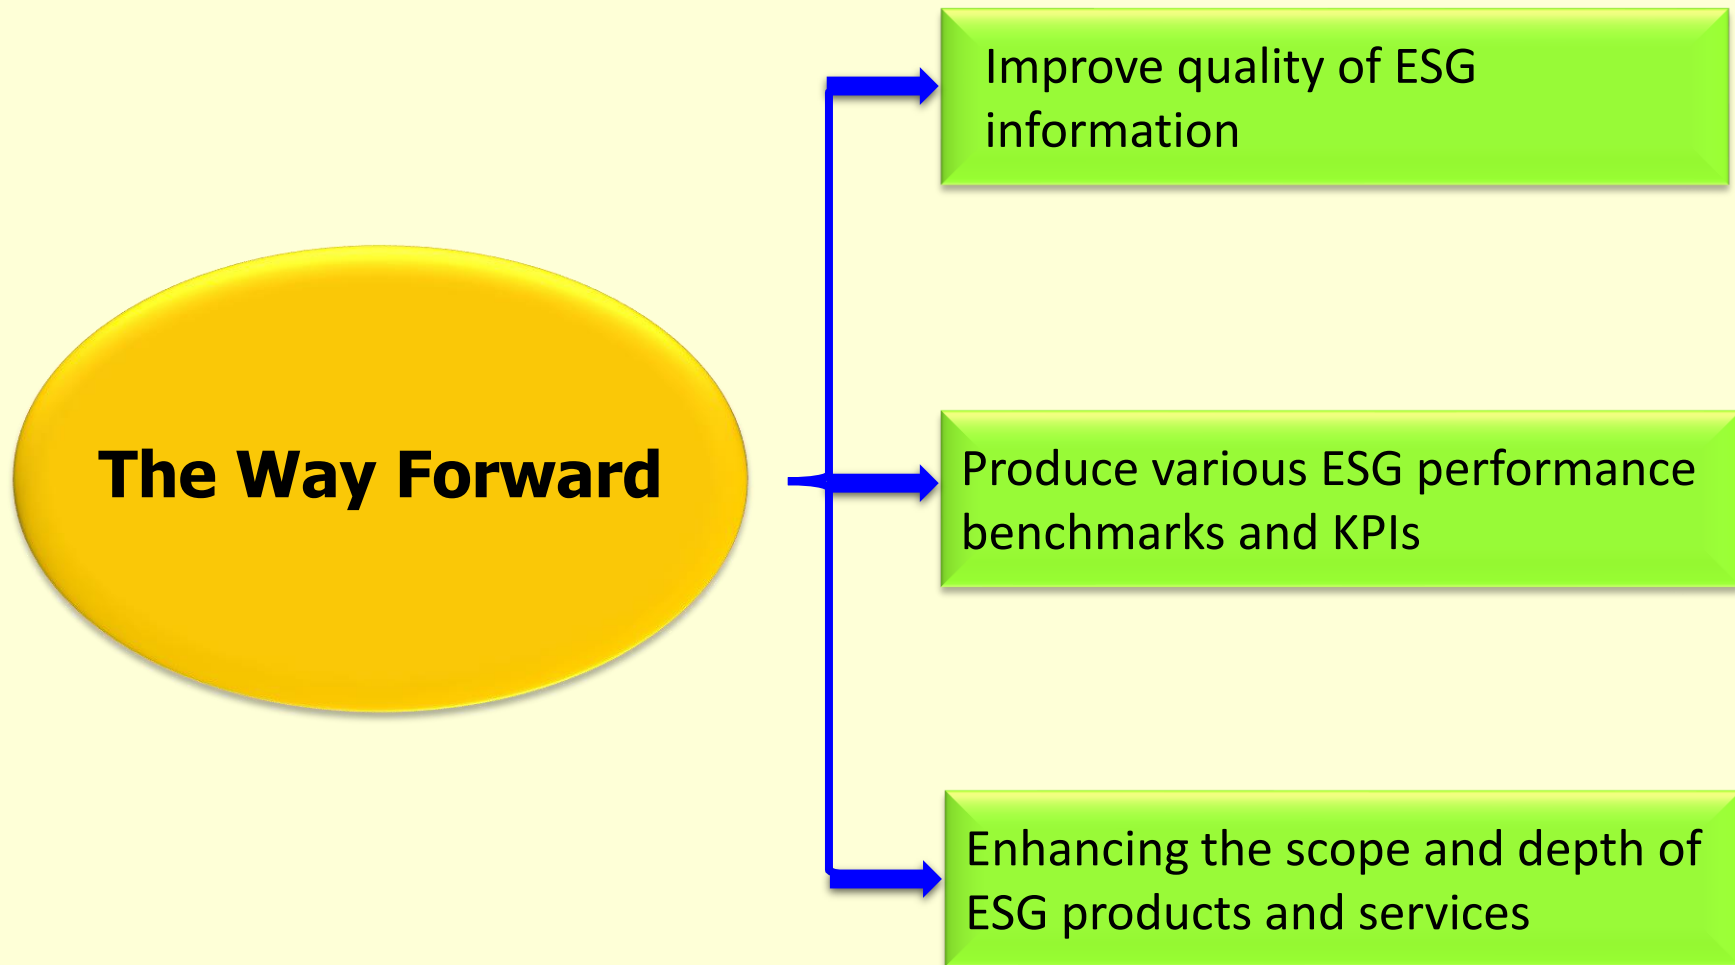 Improve quality of ESG
information
The Way Forward
Produce various ESG performance
benchmarks and KPIs
Enhancing the scope and depth of
ESG products and services